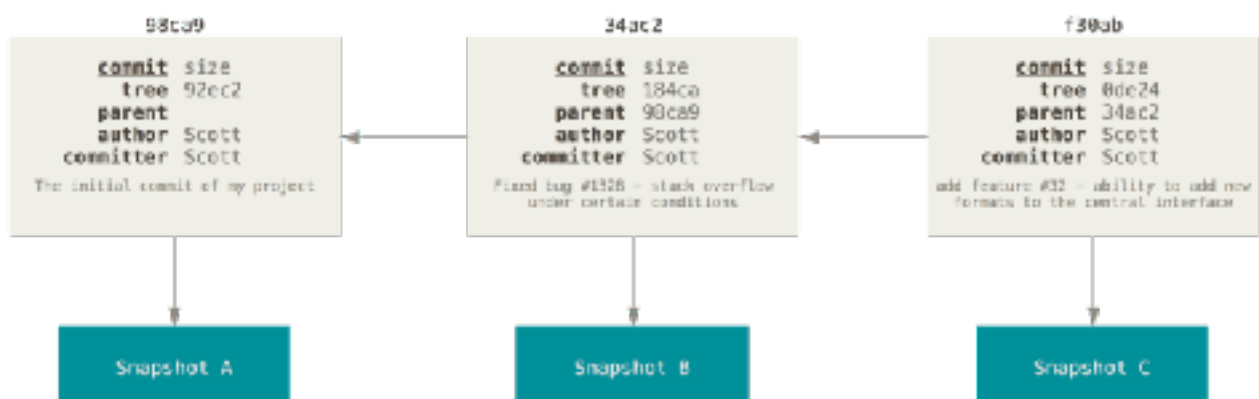 98ca9
commit size
tree 92ec2
parent
author Scott
committer Scott
The initial commit of my project
Snapshot A
34ac2
commit size
tree 184ca
parent 98ca9
author Scott
committer Scott
Fixed bug #1328 - stack overflow
under certain conditions
Snapshot B
f30ab
commit size
tree 0de24
parent 34ac2
author Scott
committer Scott
add feature #32 - ability to add new
formats to the central interface
Snapshot C